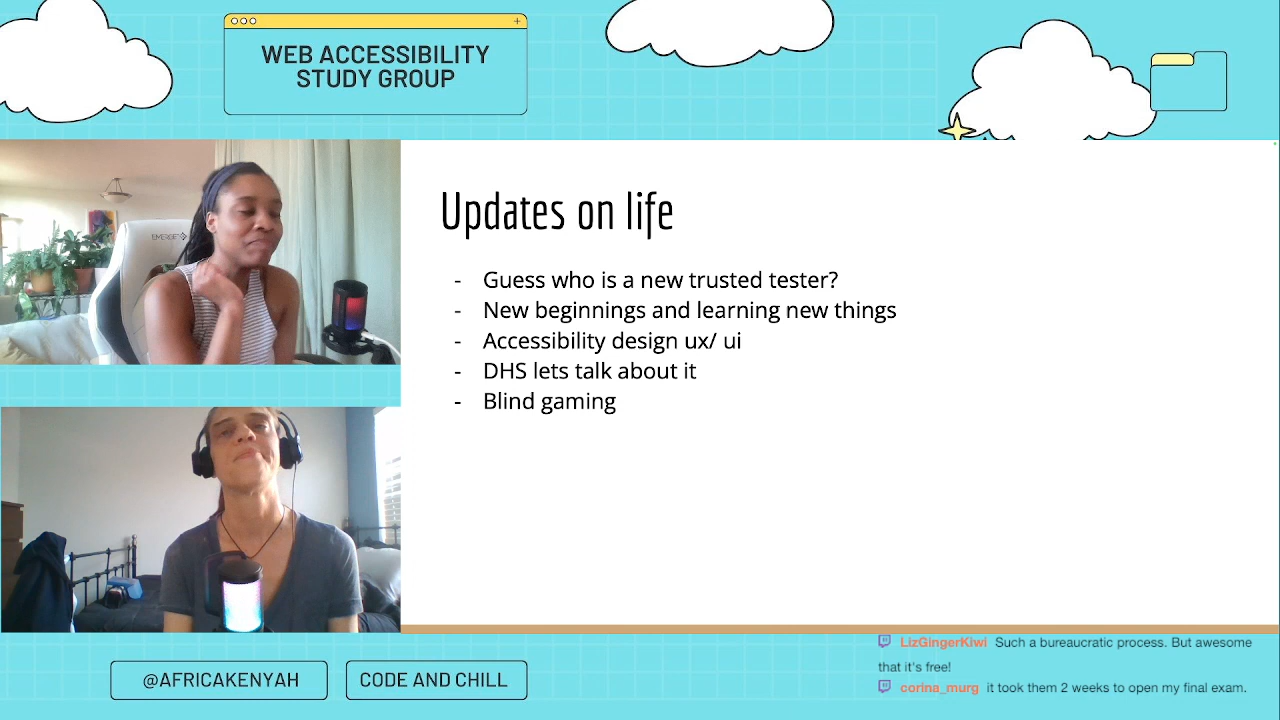 WEB ACCESSIBILITY
STUDY GROUP
EMERGE
Updates on life
- Guess who is a new trusted tester?
- New beginnings and learning new things
- Accessibility design ux/ ui
- DHS lets talk about it
- Blind gaming
LizGingerKiwi Such a bureaucratic process. But awesome
that it's free!
corina_murg it took them 2 weeks to open my final exam.
@AFRICAKENYAH
CODE AND CHILL